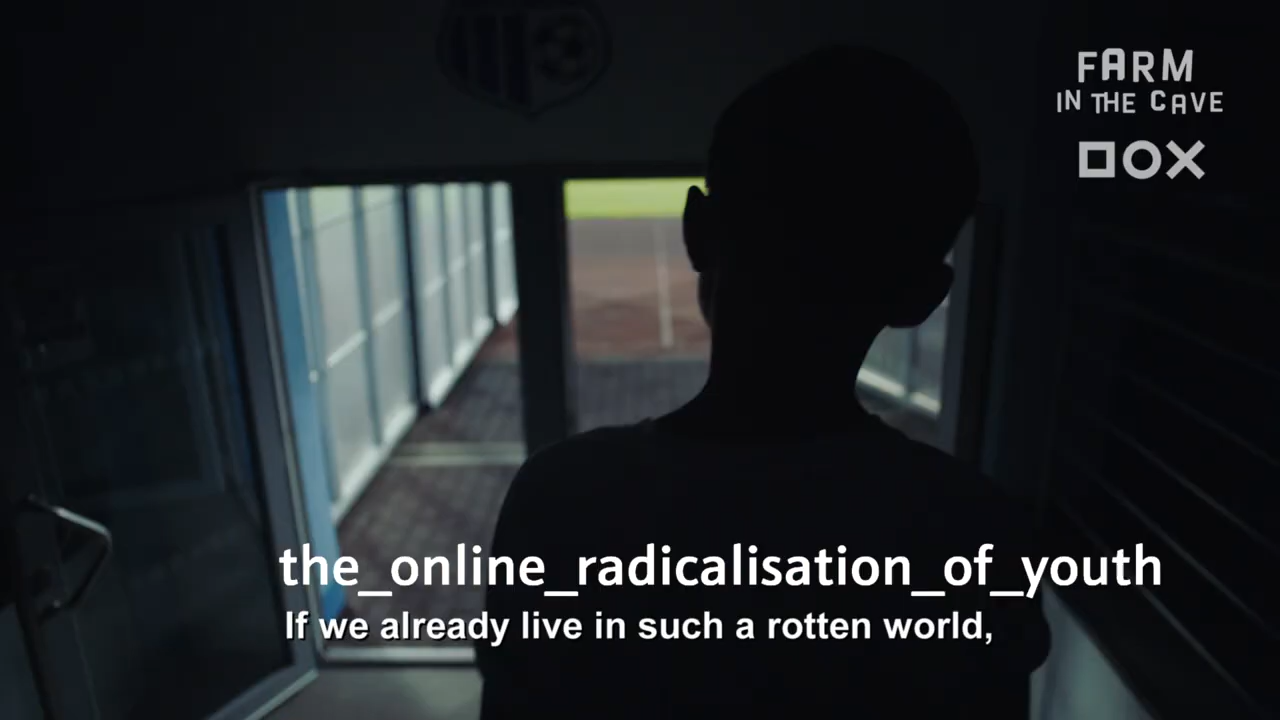 FARM
IN THE CAVE
DOX
the_online_radicalisation_of_youth
If we already live in such a rotten world,